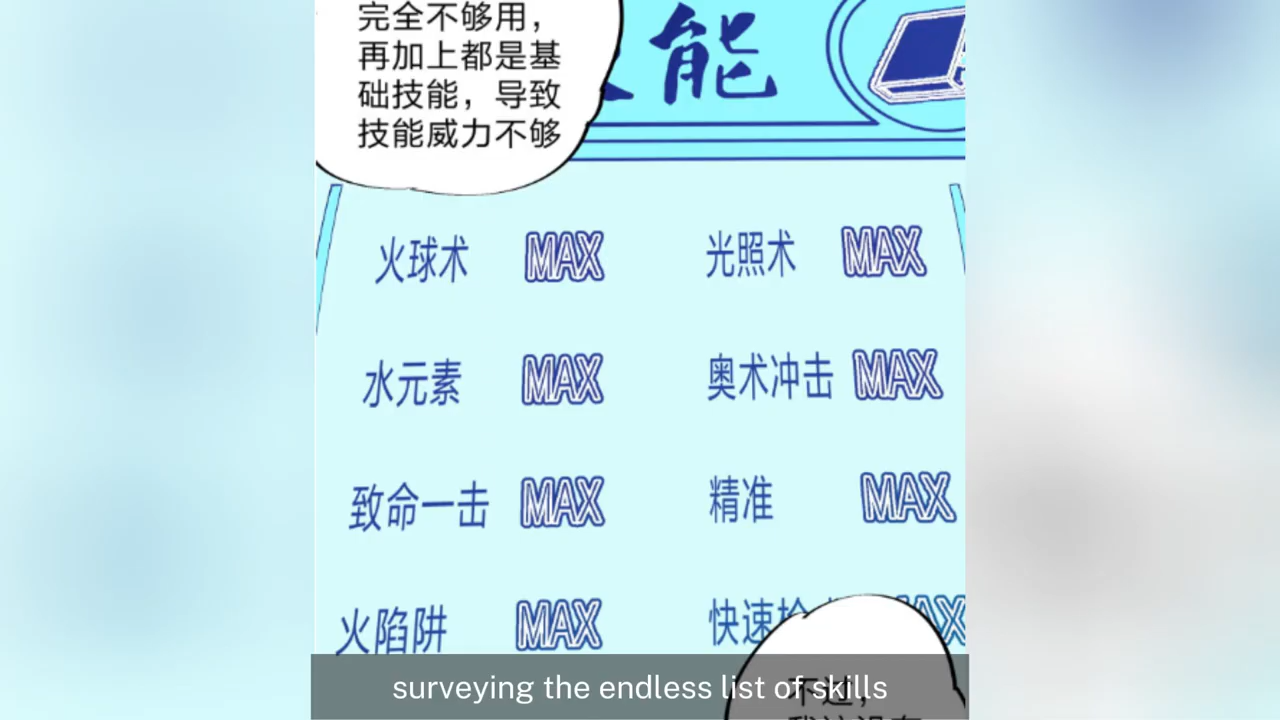 完全不够用，
再加上都是基
础技能，导致
技能威力不够
能
火球术 MAX 光照术 MAX
水元素 MAX 奥术冲击 MAX
致命一击 MAX 精准 MAX
火陷阱 MAX 快速
不过，
surveying the endless list of skills